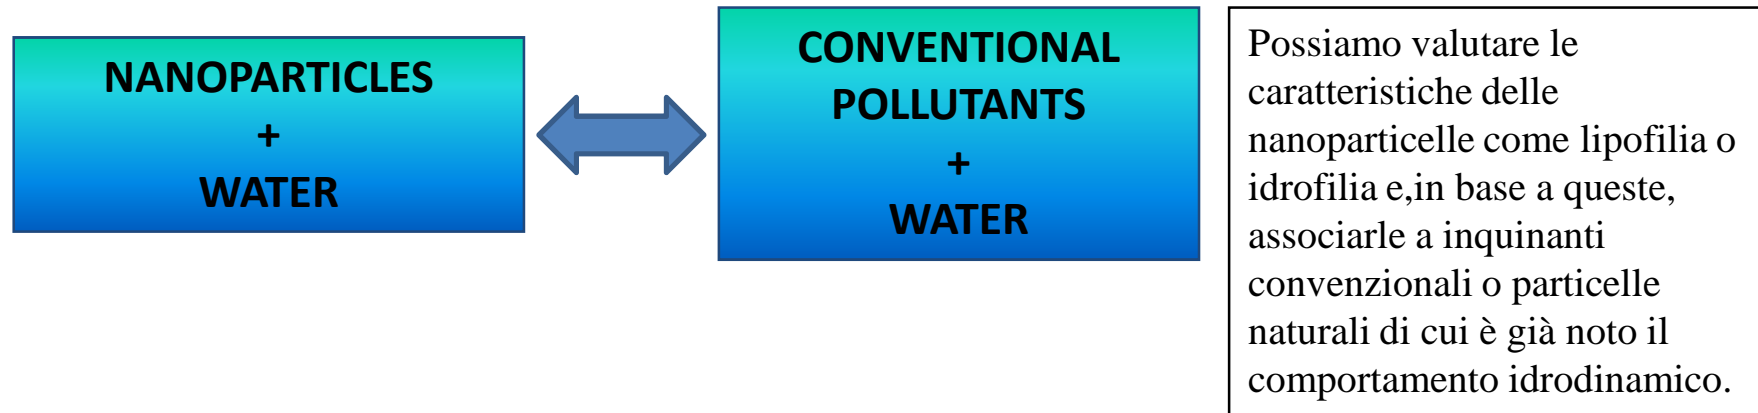 NANOPARTICLES
+
WATER
CONVENTIONAL
POLLUTANTS
+
WATER
Possiamo valutare le
caratteristiche delle
nanoparticelle come lipofilia o
idrofilia e,in base a queste,
associarle a inquinanti
convenzionali o particelle
naturali di cui è già noto il
comportamento idrodinamico.